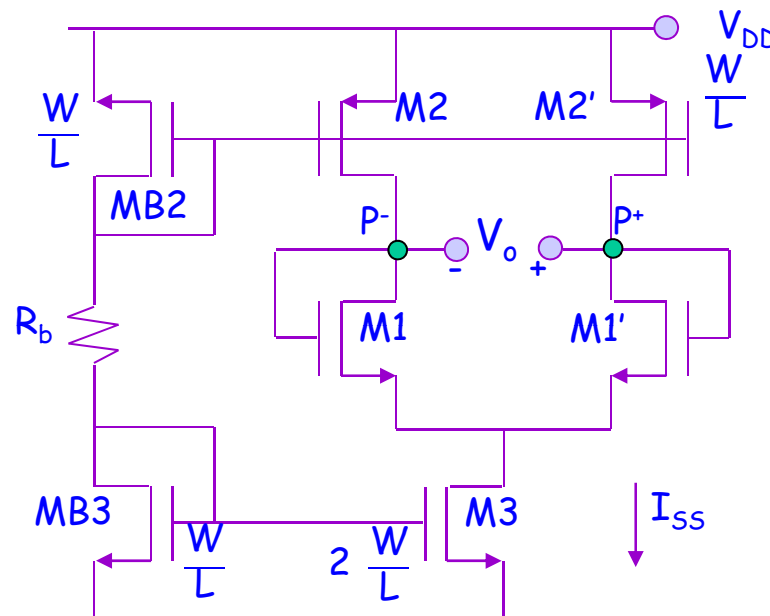 V_DD
W/L
M2
M2'
W/L
MB2
P-
V_o
P+
-
+
R_b
M1
M1'
MB3
W/L
2 W/L
M3
I_SS